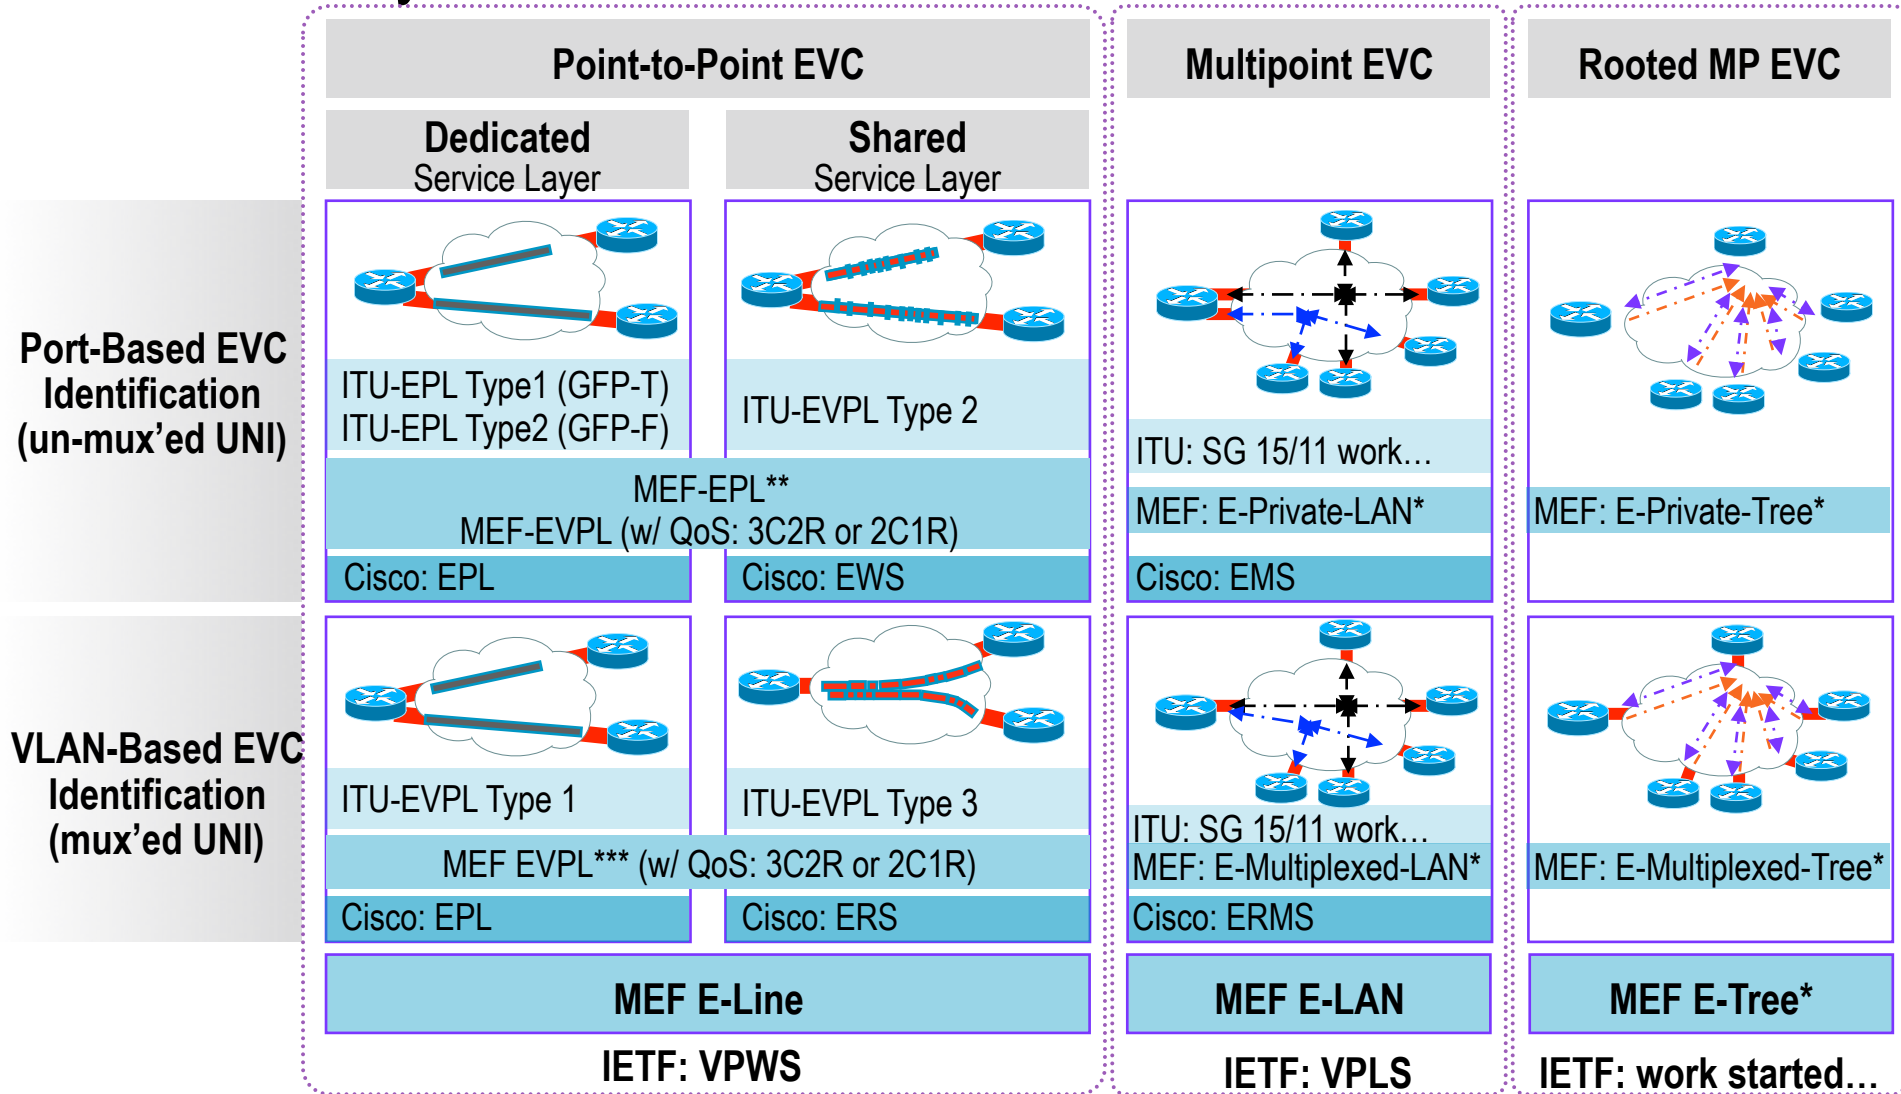 Point-to-Point EVC
Multipoint EVC
Rooted MP EVC
Dedicated
Service Layer
Shared
Service Layer
Port-Based EVC
Identification
(un-mux’ed UNI)
ITU-EPL Type1 (GFP-T)
ITU-EPL Type2 (GFP-F)
ITU-EVPL Type 2
MEF-EPL**
MEF-EVPL (w/ QoS: 3C2R or 2C1R)
Cisco: EPL
Cisco: EWS
ITU: SG 15/11 work…
MEF: E-Private-LAN*
Cisco: EMS
MEF: E-Private-Tree*
VLAN-Based EVC
Identification
(mux’ed UNI)
ITU-EVPL Type 1
ITU-EVPL Type 3
MEF EVPL*** (w/ QoS: 3C2R or 2C1R)
Cisco: EPL
Cisco: ERS
ITU: SG 15/11 work…
MEF: E-Multiplexed-LAN*
Cisco: ERMS
MEF: E-Multiplexed-Tree*
MEF E-Line
MEF E-LAN
MEF E-Tree*
IETF: VPWS
IETF: VPLS
IETF: work started…